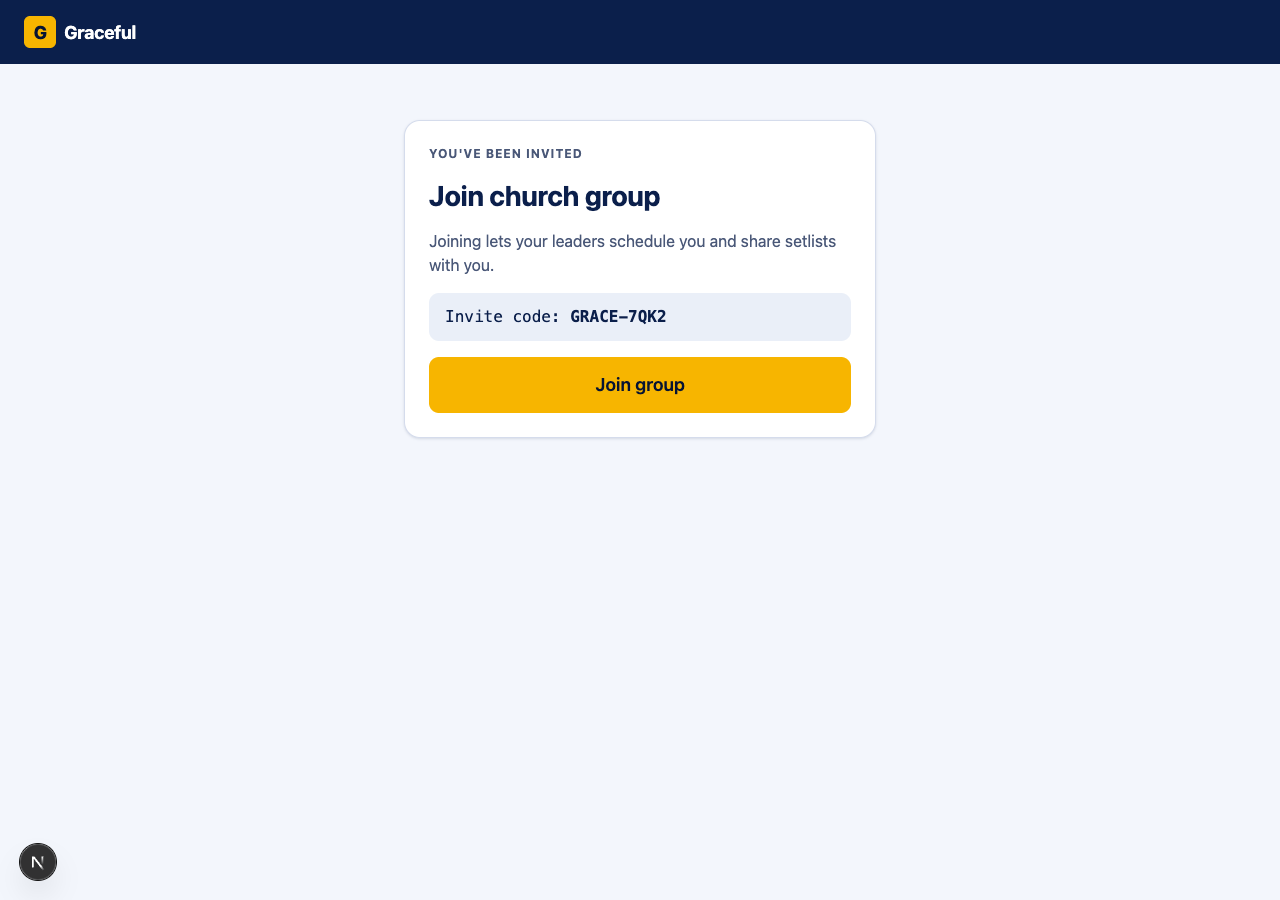 G Graceful
YOU'VE BEEN INVITED
Join church group
Joining lets your leaders schedule you and share setlists
with you.
Invite code: GRACE-7QK2
Join group
N